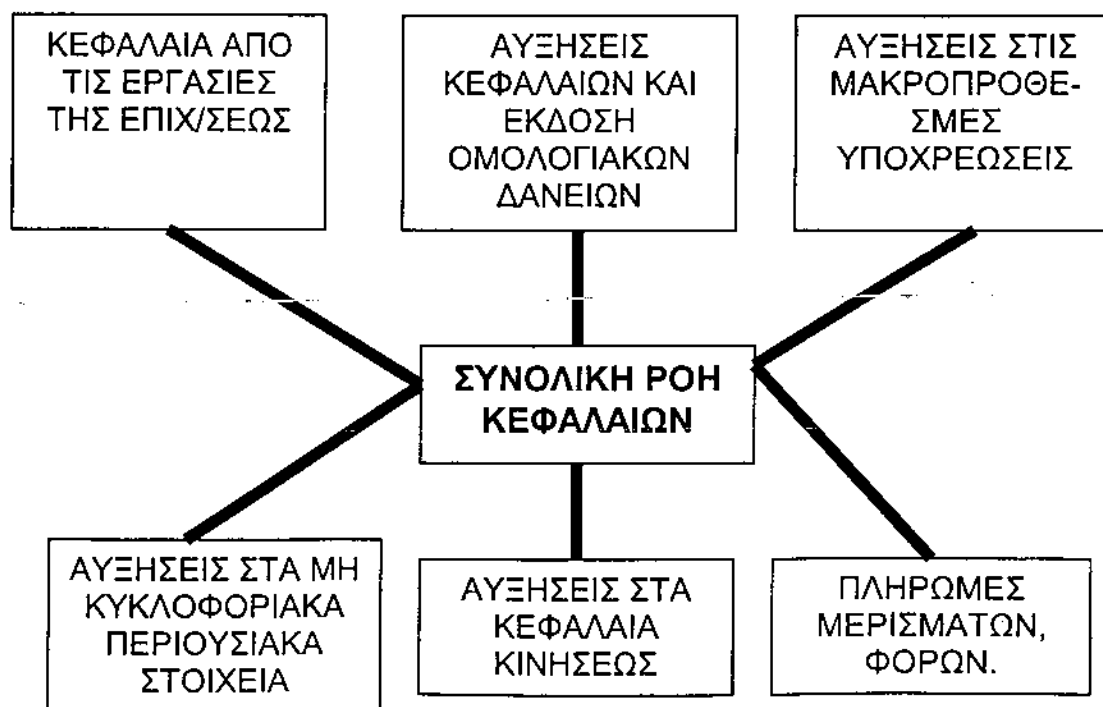 ΚΕΦΑΛΑΙΑ ΑΠΟ
ΤΙΣ ΕΡΓΑΣΙΕΣ
ΤΗΣ ΕΠΙΧ/ΣΕΩΣ
ΑΥΞΗΣΕΙΣ
ΚΕΦΑΛΑΙΩΝ ΚΑΙ
ΕΚΔΟΣΗ
ΟΜΟΛΟΓΙΑΚΩΝ
ΔΑΝΕΙΩΝ
ΑΥΞΗΣΕΙΣ ΣΤΙΣ
ΜΑΚΡΟΠΡΟΘΕ-
ΣΜΕΣ
ΥΠΟΧΡΕΩΣΕΙΣ
ΣΥΝΟΛΙΚΗ ΡΟΗ
ΚΕΦΑΛΑΙΩΝ
ΑΥΞΗΣΕΙΣ ΣΤΑ ΜΗ
ΚΥΚΛΟΦΟΡΙΑΚΑ
ΠΕΡΙΟΥΣΙΑΚΑ
ΣΤΟΙΧΕΙΑ
ΑΥΞΗΣΕΙΣ ΣΤΑ
ΚΕΦΑΛΑΙΑ
ΚΙΝΗΣΕΩΣ
ΠΛΗΡΩΜΕΣ
ΜΕΡΙΣΜΑΤΩΝ,
ΦΟΡΩΝ.